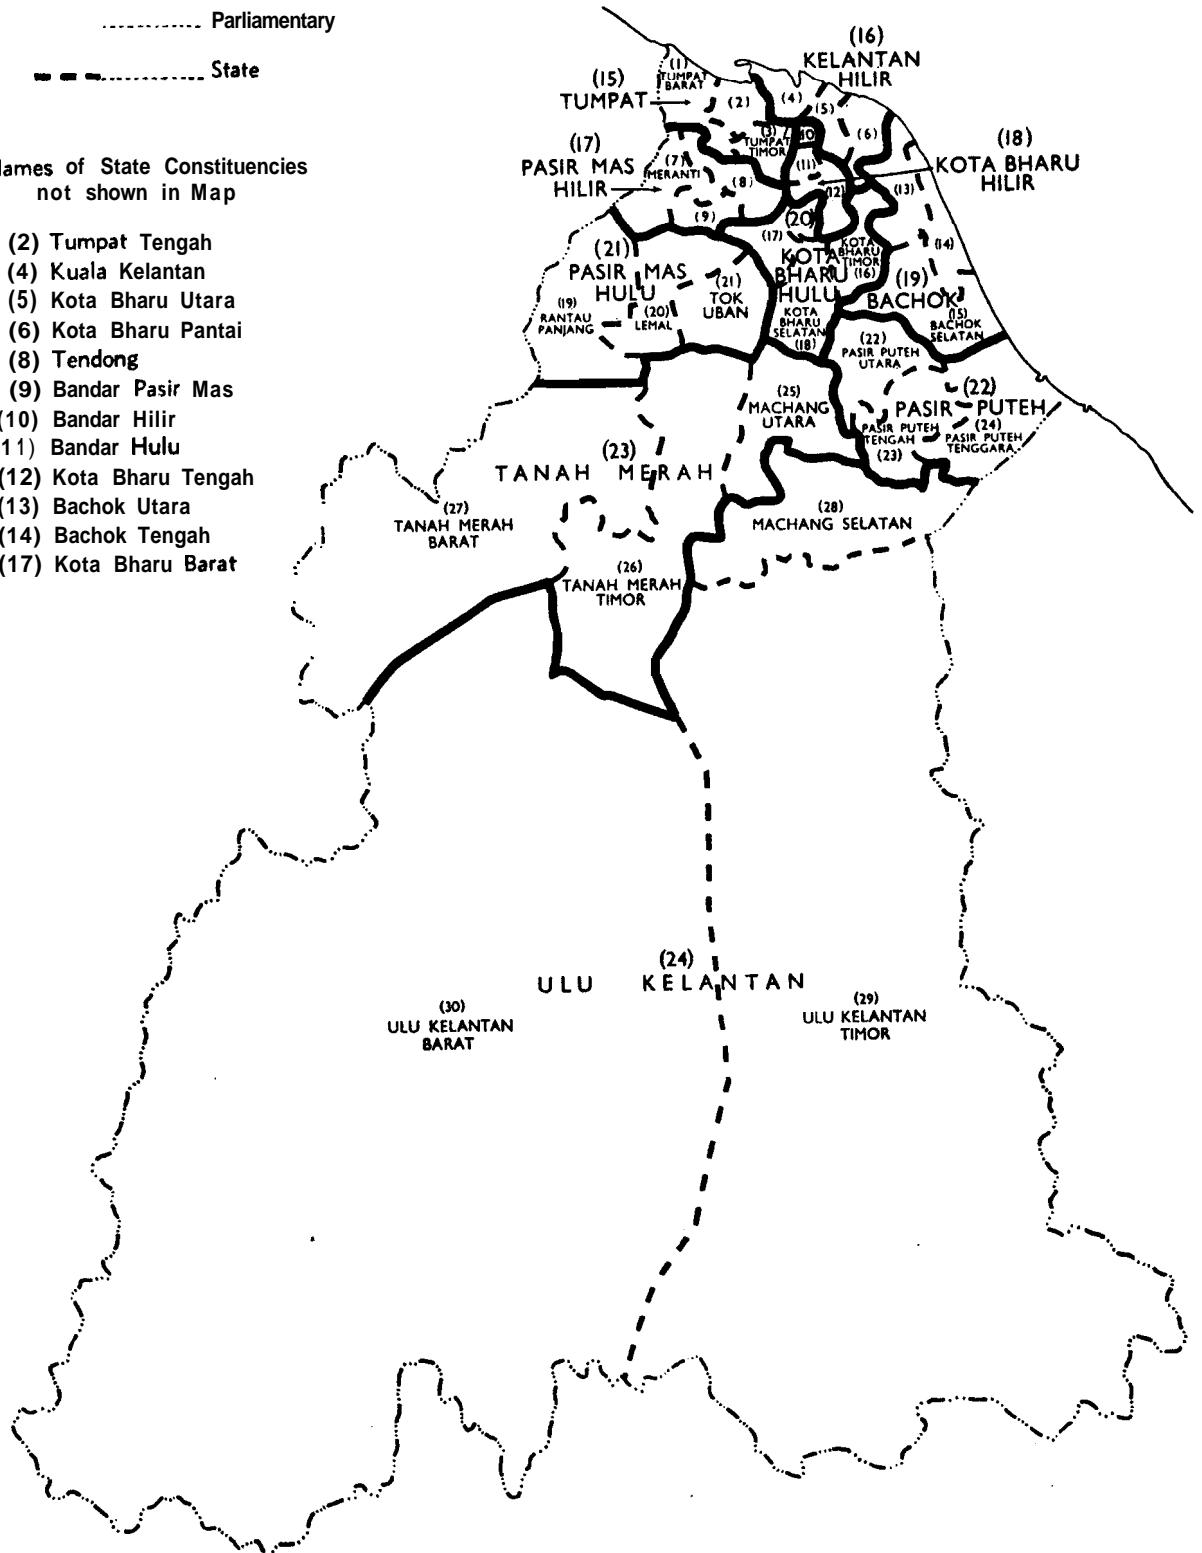 Parliamentary
State
Names of State Constituencies
not shown in Map
(2) Tumpat Tengah
(4) Kuala Kelantan
(5) Kota Bharu Utara
(6) Kota Bharu Pantai
(8) Tendong
(9) Bandar Pasir Mas
(10) Bandar Hilir
(11) Bandar Hulu
(12) Kota Bharu Tengah
(13) Bachok Utara
(14) Bachok Tengah
(17) Kota Bharu Barat
(16)
KELANTAN
HILIR
(15)
TUMPAT
(1)
TUMPAT
BARAT
(2)
(4)
(5)
(6)
(3)
TUMPAT
TIMOR
10
(11)
(12)
(13)
(14)
(17)
PASIR MAS
HILIR
(7)
MERANTI
(8)
(9)
(18)
KOTA BHARU
HILIR
(20)
KOTA
BHARU
HULU
(17)
KOTA
BHARU
TIMOR
(16)
KOTA
BHARU
SELATAN
(18)
(19)
BACHOK
(15)
BACHOK
SELATAN
(21)
PASIR MAS
HULU
(19)
RANTAU
PANJANG
(20)
LEMAL
(21)
TOK
UBAN
(22)
PASIR PUTEH
UTARA
(22)
PASIR PUTEH
PASIR PUTEH
TENGAH
(23)
(24)
PASIR PUTEH
TENGGARA
(25)
MACHANG
UTARA
(23)
TANAH MERAH
(27)
TANAH MERAH
BARAT
(26)
TANAH MERAH
TIMOR
(28)
MACHANG SELATAN
(24)
ULU KELANTAN
(30)
ULU KELANTAN
BARAT
(29)
ULU KELANTAN
TIMOR